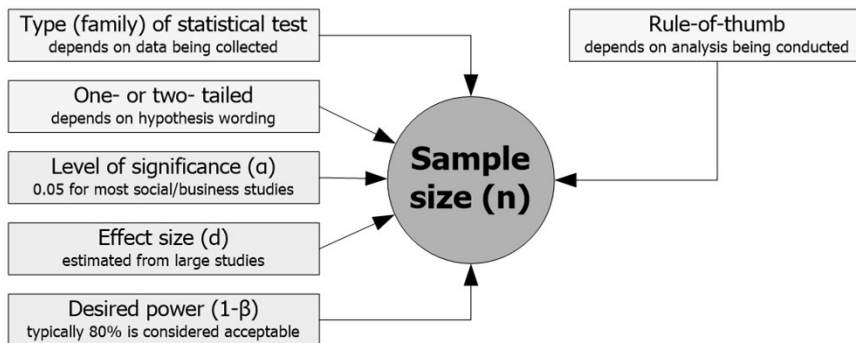 Type (family) of statistical test
depends on data being collected
One- or two- tailed
depends on hypothesis wording
Level of significance (α)
0.05 for most social/business studies
Effect size (d)
estimated from large studies
Desired power (1-β)
typically 80% is considered acceptable
Sample
size (n)
Rule-of-thumb
depends on analysis being conducted